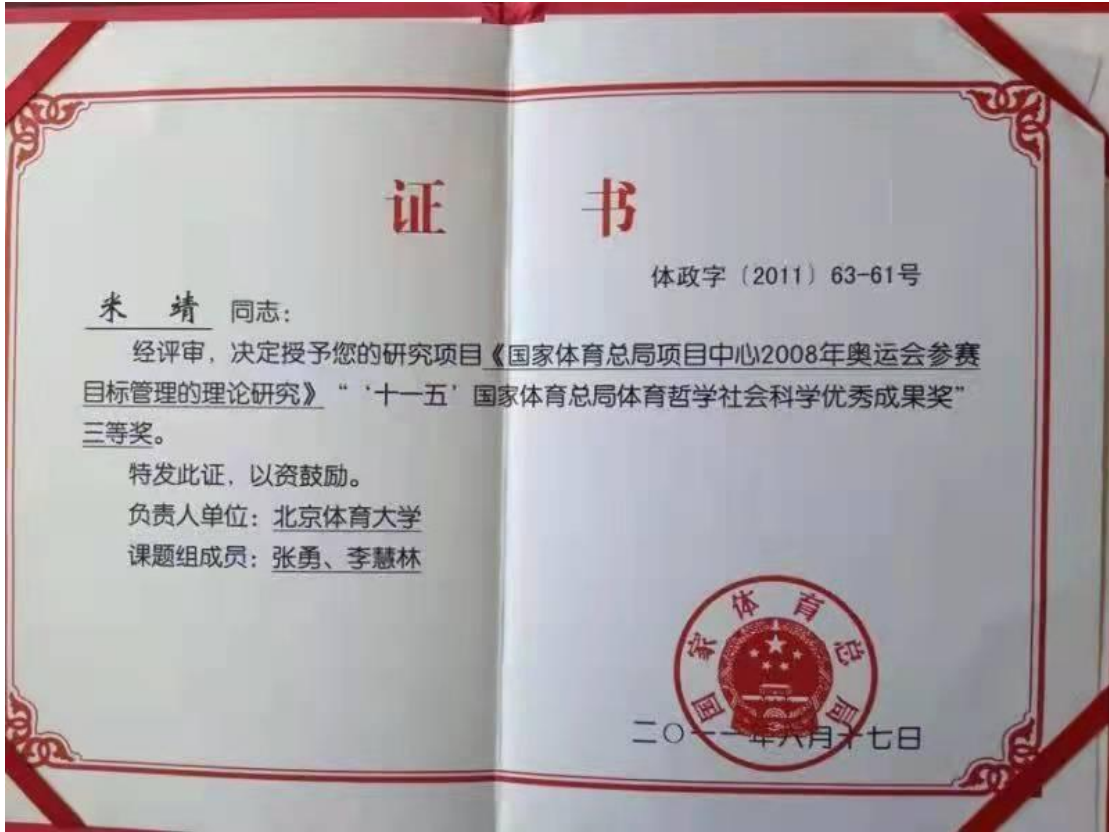 证 书
体政字〔2011〕63-61号
米 靖 同志：
经评审，决定授予您的研究项目《国家体育总局项目中心2008年奥运会参赛
目标管理的理论研究》“‘十一五’国家体育总局体育哲学社会科学优秀成果奖”
三等奖。
特发此证，以资鼓励。
负责人单位：北京体育大学
课题组成员：张勇、李慧林
国家体育总局
二〇一一年六月十七日